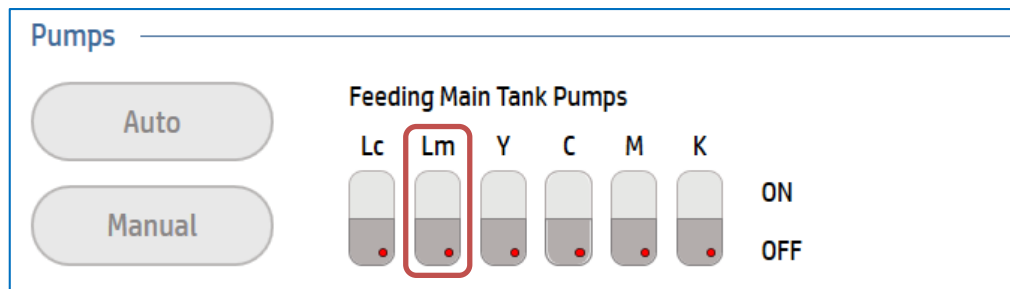 Pumps
Auto
Manual
Feeding Main Tank Pumps
Lc Lm Y C M K
ON
OFF